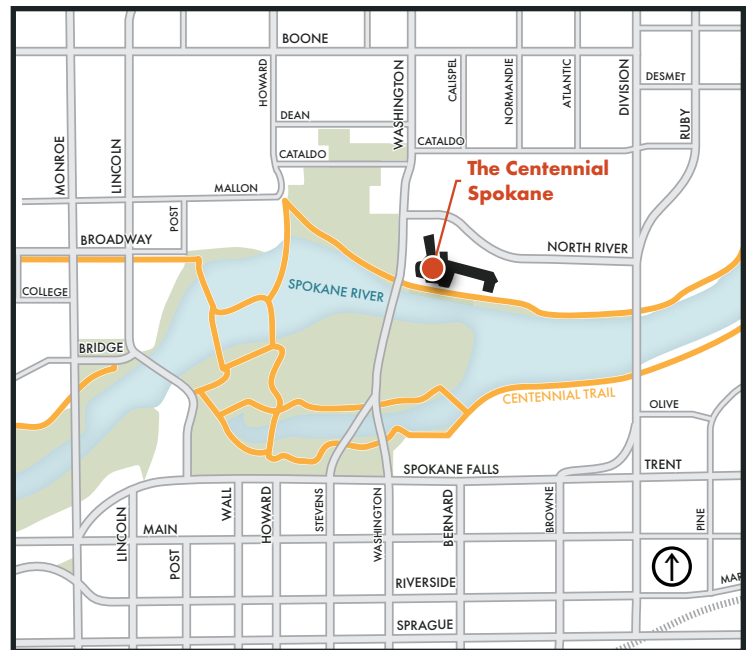 BOONE
HOWARD
WASHINGTON
CALISPEL
NORMANDIE
ATLANTIC
DIVISION
DESMET
RUBY
DEAN
CATALDO
CATALDO
MONROE
LINCOLN
MALLON
The Centennial
Spokane
POST
BROADWAY
NORTH RIVER
COLLEGE
SPOKANE RIVER
BRIDGE
CENTENNIAL TRAIL
OLIVE
SPOKANE FALLS
TRENT
WALL
HOWARD
STEVENS
WASHINGTON
BERNARD
BROWNE
PINE
LINCOLN
MAIN
POST
RIVERSIDE
MAR
SPRAGUE